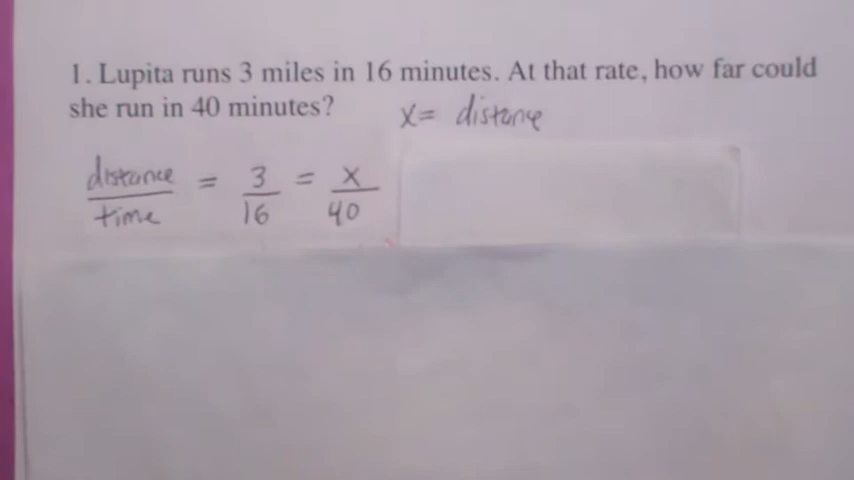 1. Lupita runs 3 miles in 16 minutes. At that rate, how far could
she run in 40 minutes?
x = distance
distance/time = 3/16 = x/40